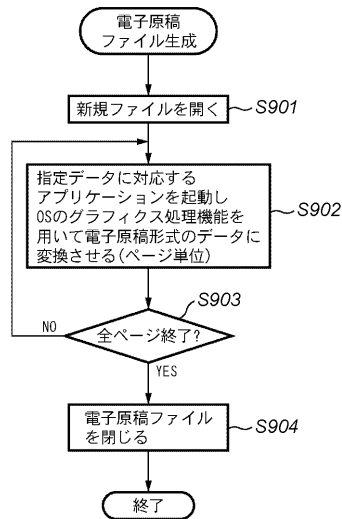 電子原稿
ファイル生成
新規ファイルを開く
S901
指定データに対応する
アプリケーションを起動し
OSのグラフィクス処理機能を
用いて電子原稿形式のデータに
変換させる(ページ単位)
S902
S903
全ページ終了?
NO
YES
電子原稿ファイル
を閉じる
S904
終了